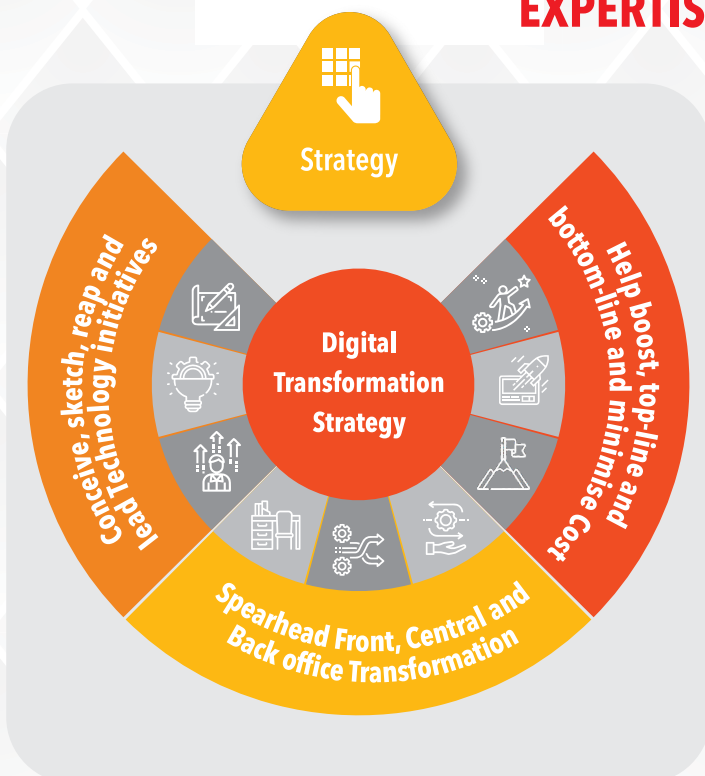 EXPERTIS
Strategy
Conceive, sketch, reap and
lead Technology initiatives
Digital
Transformation
Strategy
Help boost, top-line and
bottom-line and minimise Cost
Spearhead Front, Central and
Back office Transformation